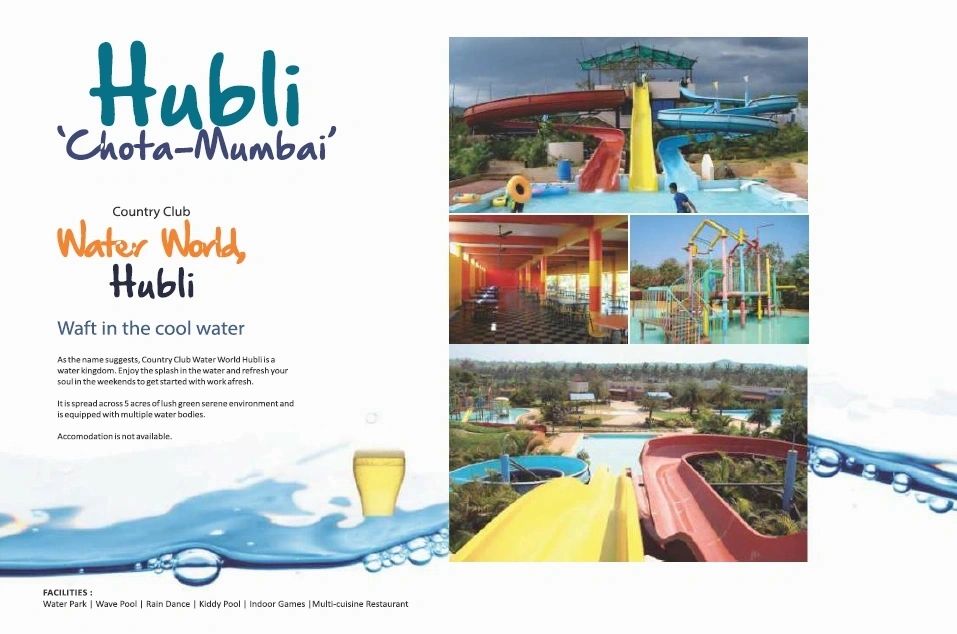 Hubli
‘Chota-Mumbai’
Country Club
Water World,
Hubli
Waft in the cool water
As the name suggests, Country Club Water World Hubli is a
water kingdom. Enjoy the splash in the water and refresh your
soul in the weekends to get started with work afresh.
It is spread across 5 acres of lush green serene environment and
is equipped with multiple water bodies.
Accomodation is not available.
FACILITIES :
Water Park | Wave Pool | Rain Dance | Kiddy Pool | Indoor Games |Multi-cuisine Restaurant